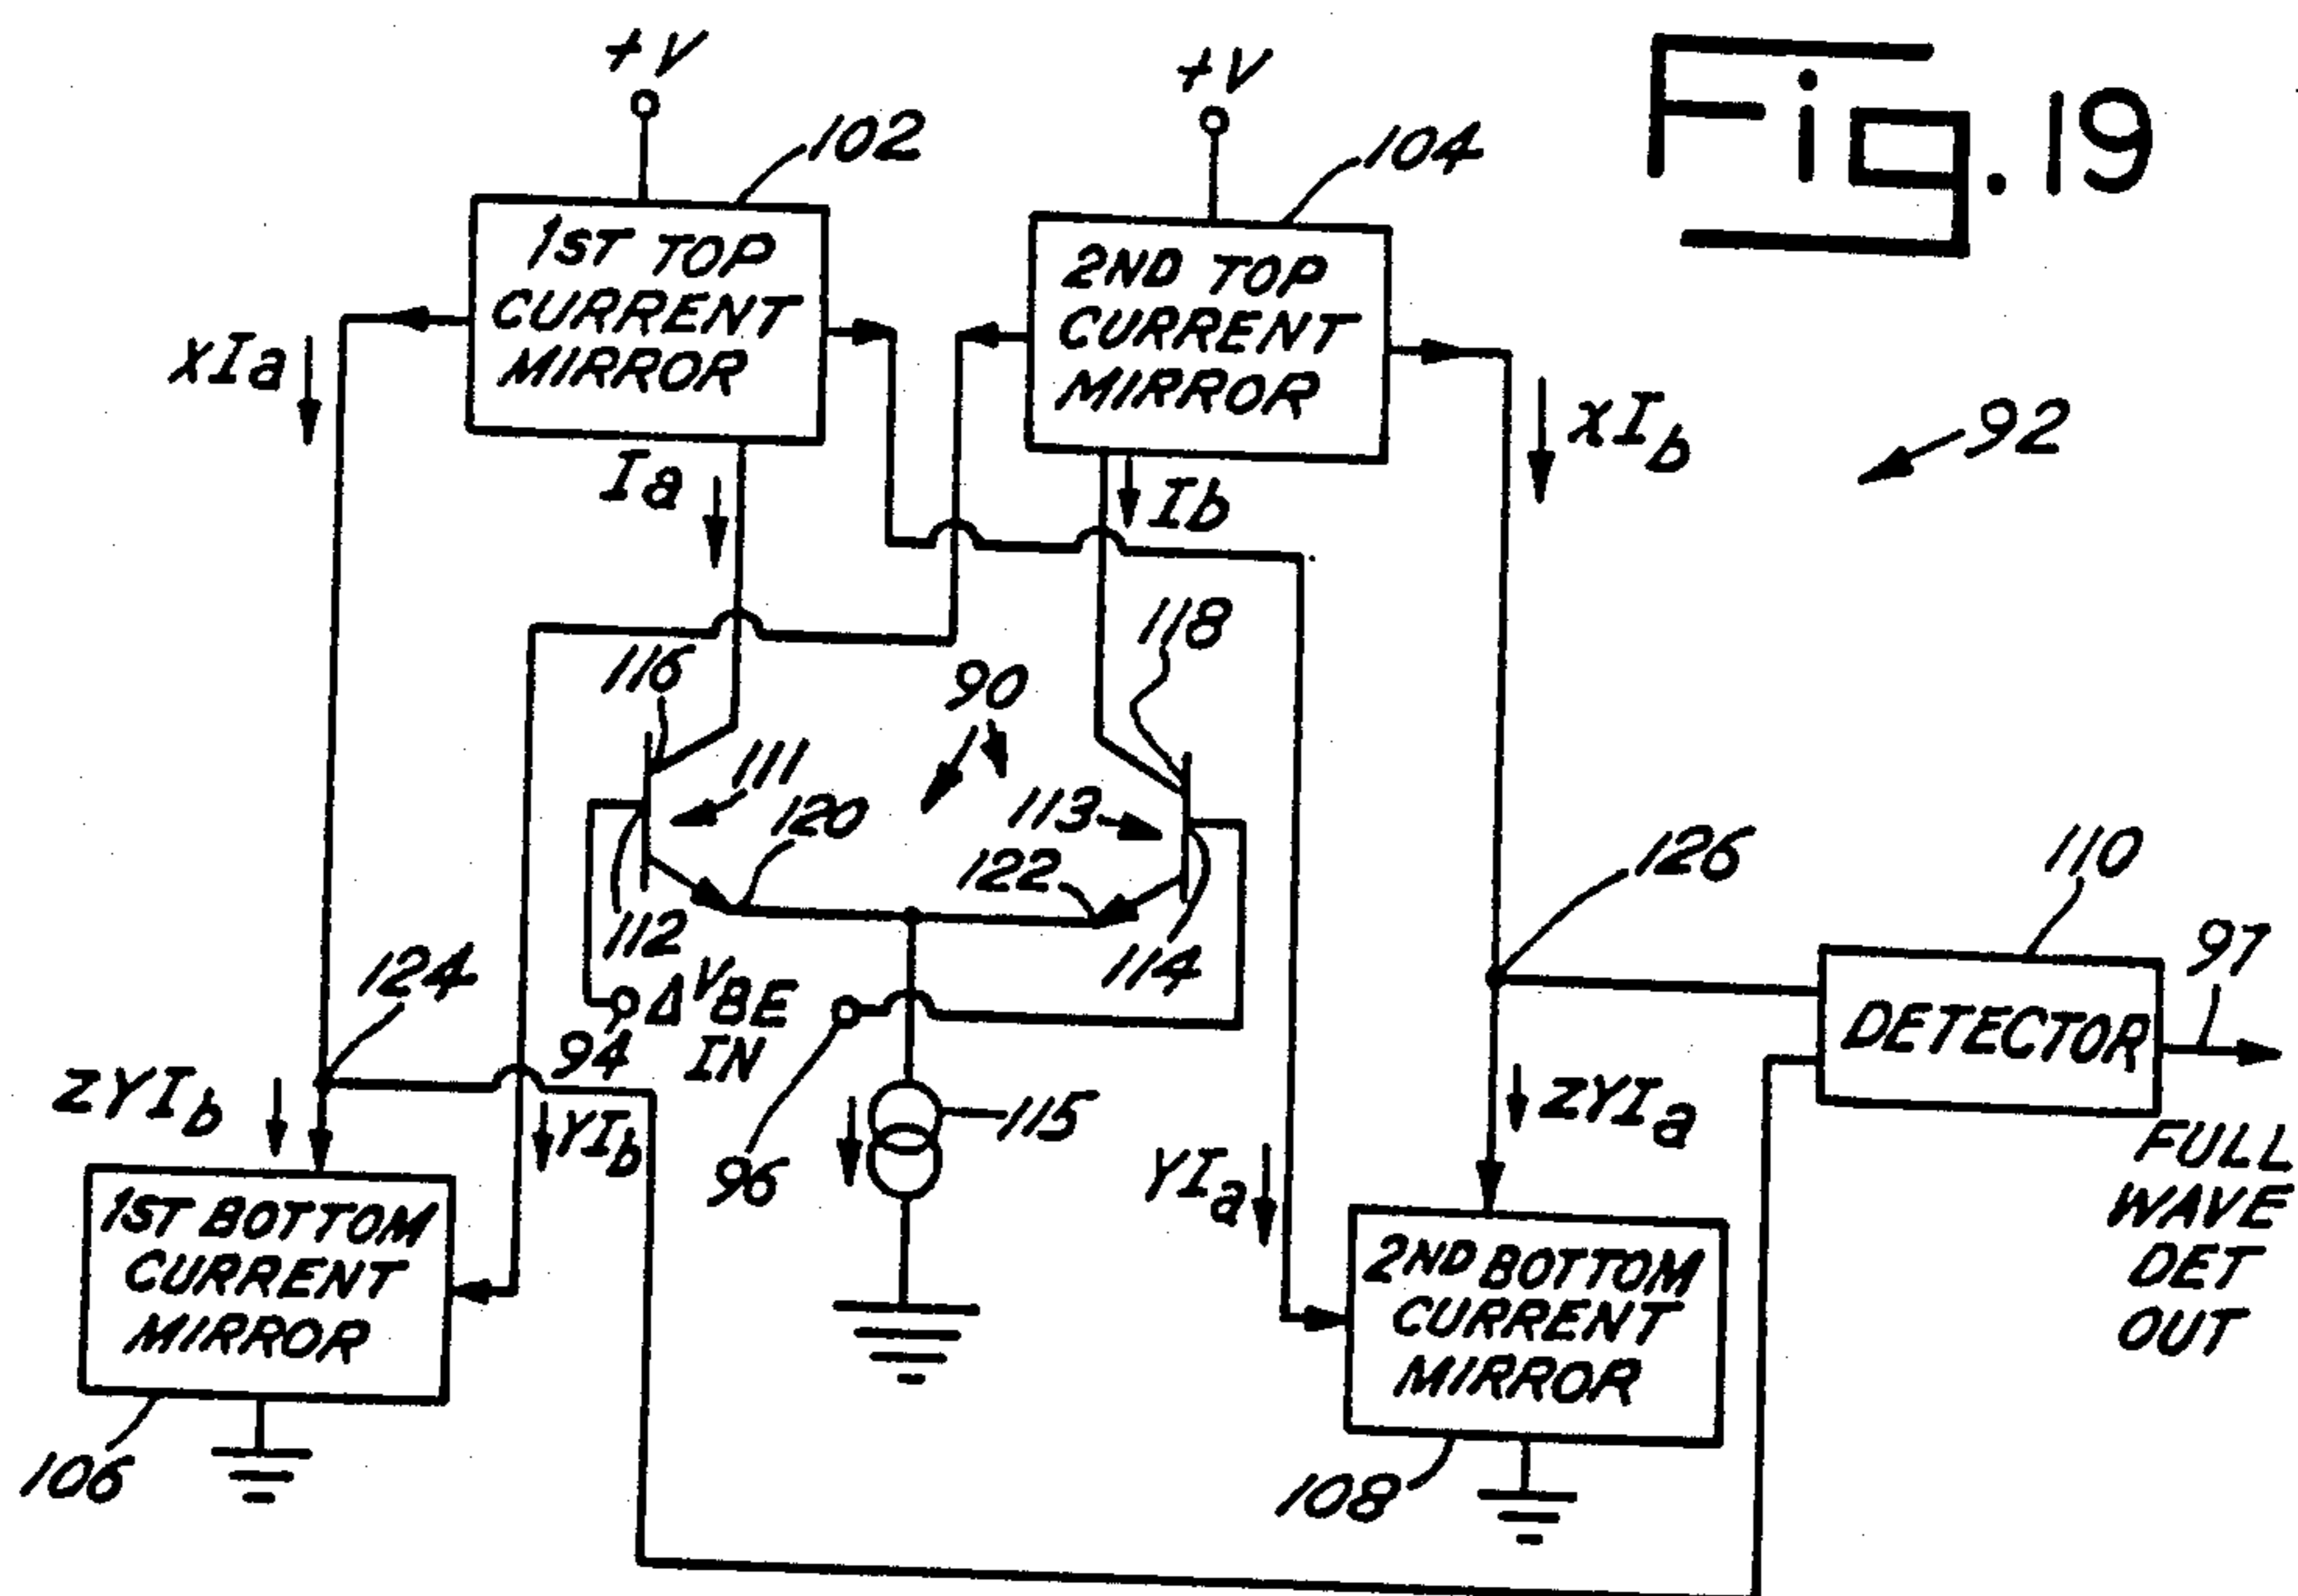 Fig.19
+V
+V
102
104
1ST TOP
CURRENT
MIRROR
2ND TOP
CURRENT
MIRROR
XIa
XIb
92
Ia
Ib
118
116
90
111
120
113
122
126
110
97
112
114
124
ΔVBE
IN
94
DETECTOR
ZYIb
YIb
115
ZYIa
96
YIa
FULL
WAVE
DET
OUT
1ST BOTTOM
CURRENT
MIRROR
2ND BOTTOM
CURRENT
MIRROR
106
108